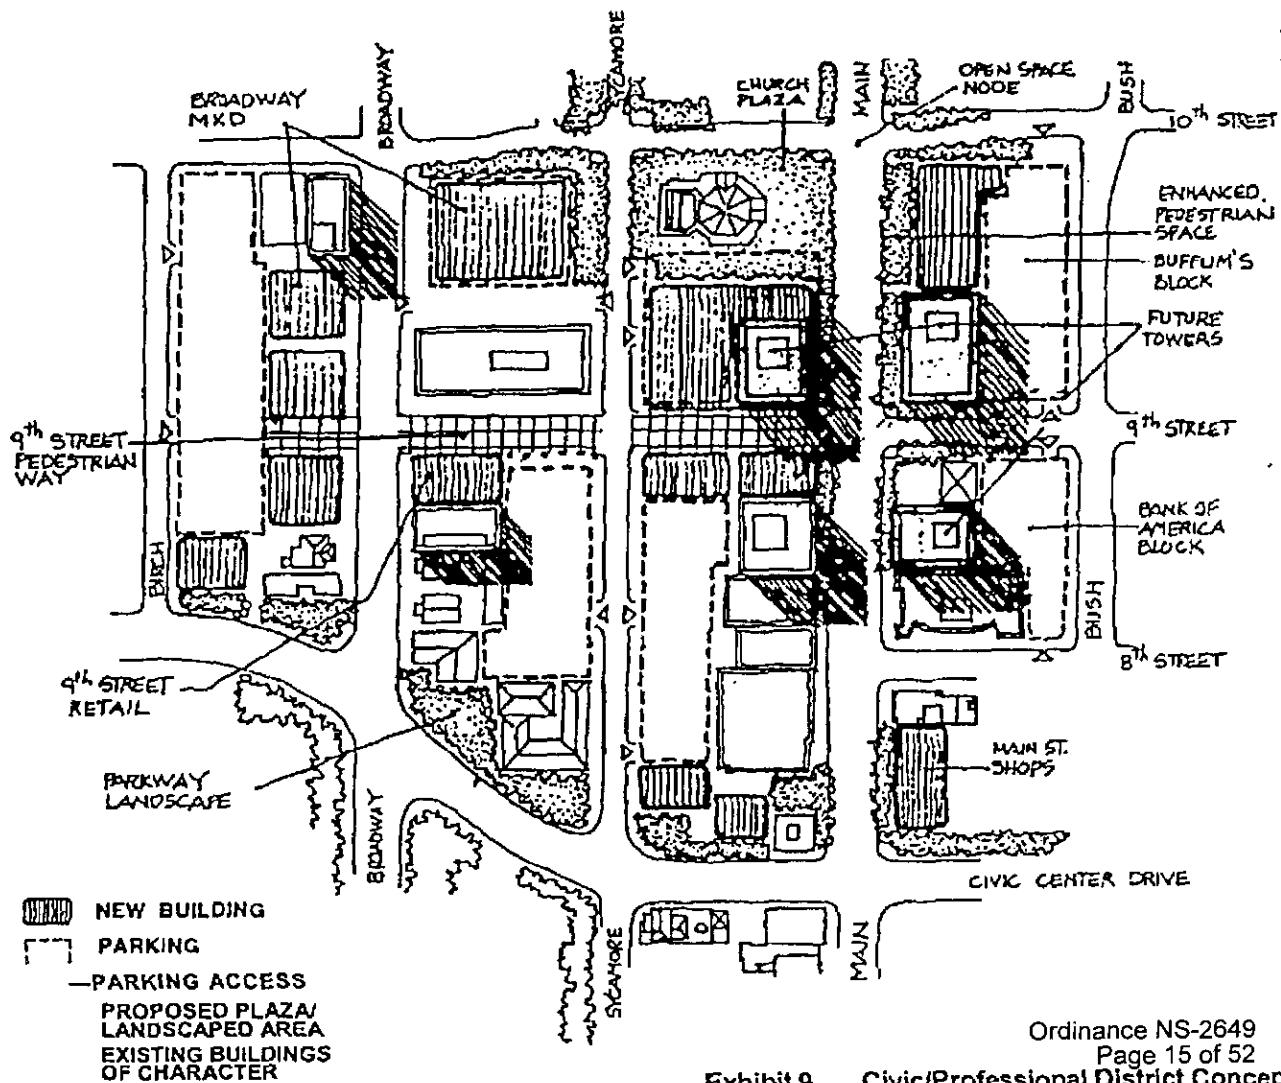 SYCAMORE
BROADWAY
BROADWAY
MXD
CHURCH
PLAZA
MAIN
OPEN SPACE
NODE
BUSH
10th STREET
ENHANCED
PEDESTRIAN
SPACE
BUFFUM'S
BLOCK
FUTURE
TOWERS
9th STREET
PEDESTRIAN
WAY
9th STREET
BANK OF
AMERICA
BLOCK
BIRCH
BUSH
8th STREET
9th STREET
RETAIL
MAIN ST.
SHOPS
PARKWAY
LANDSCAPE
BROADWAY
CIVIC CENTER DRIVE
SYCAMORE
MAIN
NEW BUILDING
PARKING
—PARKING ACCESS
PROPOSED PLAZA/
LANDSCAPED AREA
EXISTING BUILDINGS
OF CHARACTER
Ordinance NS-2649
Page 15 of 52
Exhibit 9 Civic/Professional District Concep